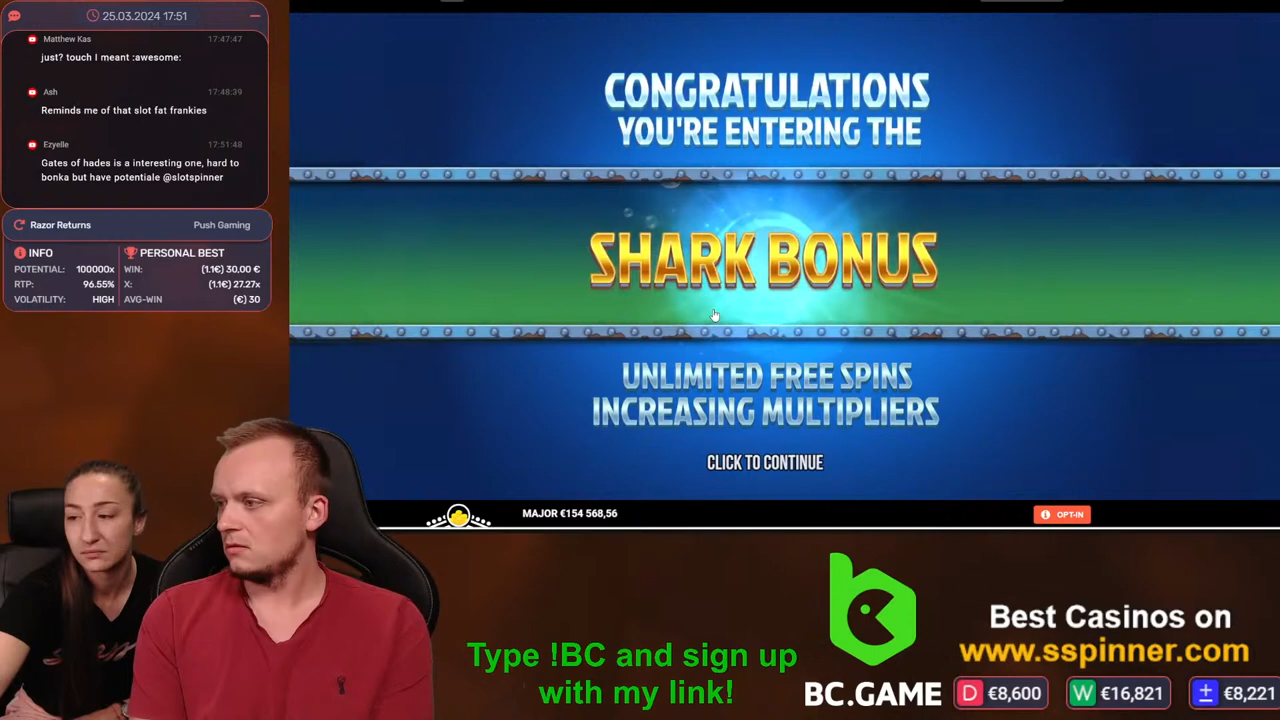 25.03.2024 17:51
Matthew Kas 17:47:47
just? touch I meant :awesome:
Ash 17:48:39
Reminds me of that slot fat frankies
Ezyelle 17:51:48
Gates of hades is a interesting one, hard to
bonka but have potentiale @slotspinner
Razor Returns Push Gaming
INFO
POTENTIAL: 100000x
RTP: 96.55%
VOLATILITY: HIGH
PERSONAL BEST
WIN: (1.1€) 30,00 €
X: (1.1€) 27.27x
AVG-WIN (€) 30
CONGRATULATIONS
YOU'RE ENTERING THE
SHARK BONUS
UNLIMITED FREE SPINS
INCREASING MULTIPLIERS
CLICK TO CONTINUE
MAJOR €154 568,56
OPT-IN
Type !BC and sign up
with my link!
BC.GAME
Best Casinos on
www.sspinner.com
D €8,600
W €16,821
± €8,221